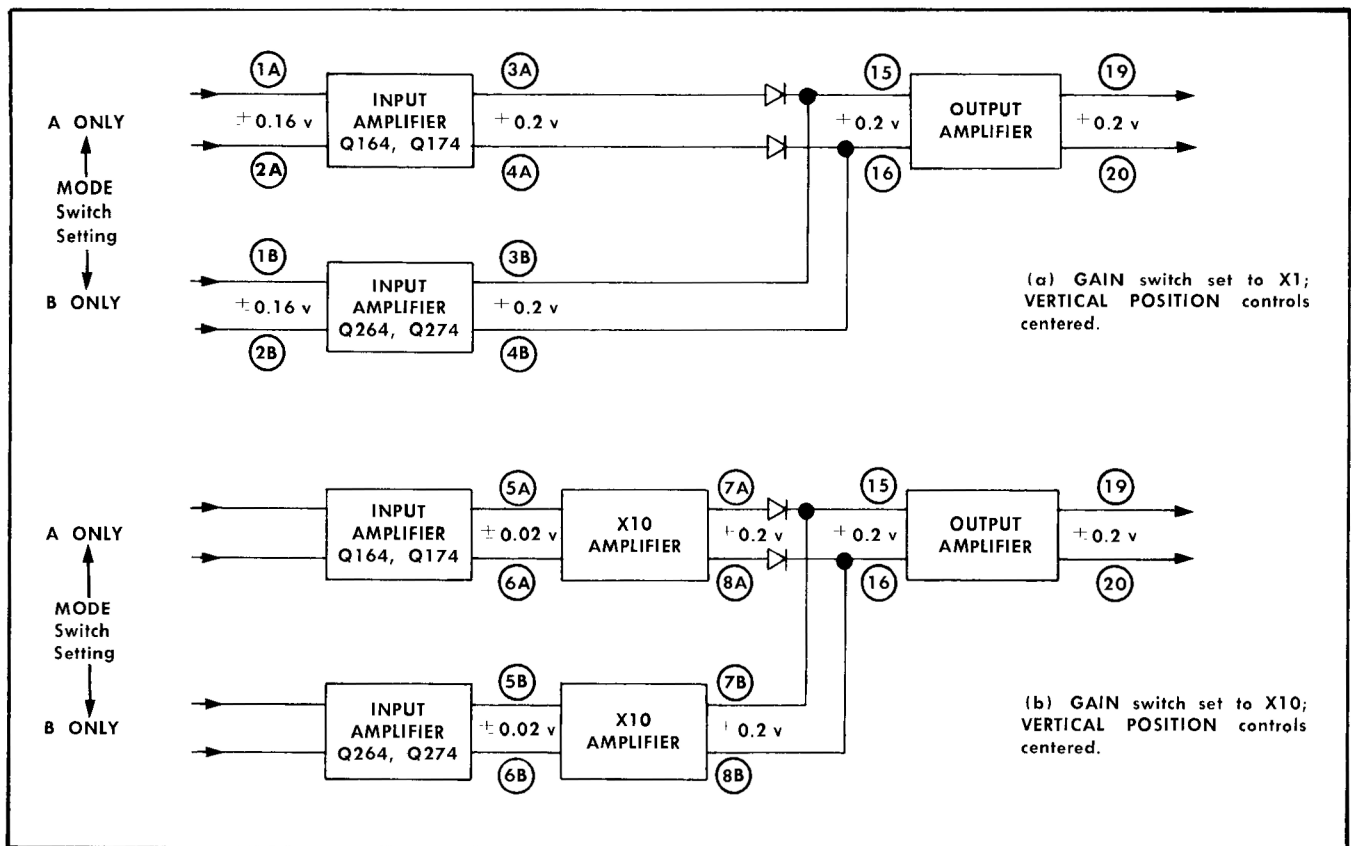 1A
3A
15
19
A ONLY
± 0.16 v
INPUT
AMPLIFIER
Q164, Q174
± 0.2 v
± 0.2 v
OUTPUT
AMPLIFIER
± 0.2 v
2A
4A
16
20
MODE
Switch
Setting
1B
3B
B ONLY
± 0.16 v
INPUT
AMPLIFIER
Q264, Q274
± 0.2 v
2B
4B
(a) GAIN switch set to X1;
VERTICAL POSITION controls
centered.
5A
7A
15
19
A ONLY
INPUT
AMPLIFIER
Q164, Q174
± 0.02 v
X10
AMPLIFIER
± 0.2 v
± 0.2 v
OUTPUT
AMPLIFIER
± 0.2 v
6A
8A
16
20
MODE
Switch
Setting
5B
7B
B ONLY
INPUT
AMPLIFIER
Q264, Q274
± 0.02 v
X10
AMPLIFIER
0.2 v
6B
8B
(b) GAIN switch set to X10;
VERTICAL POSITION controls
centered.